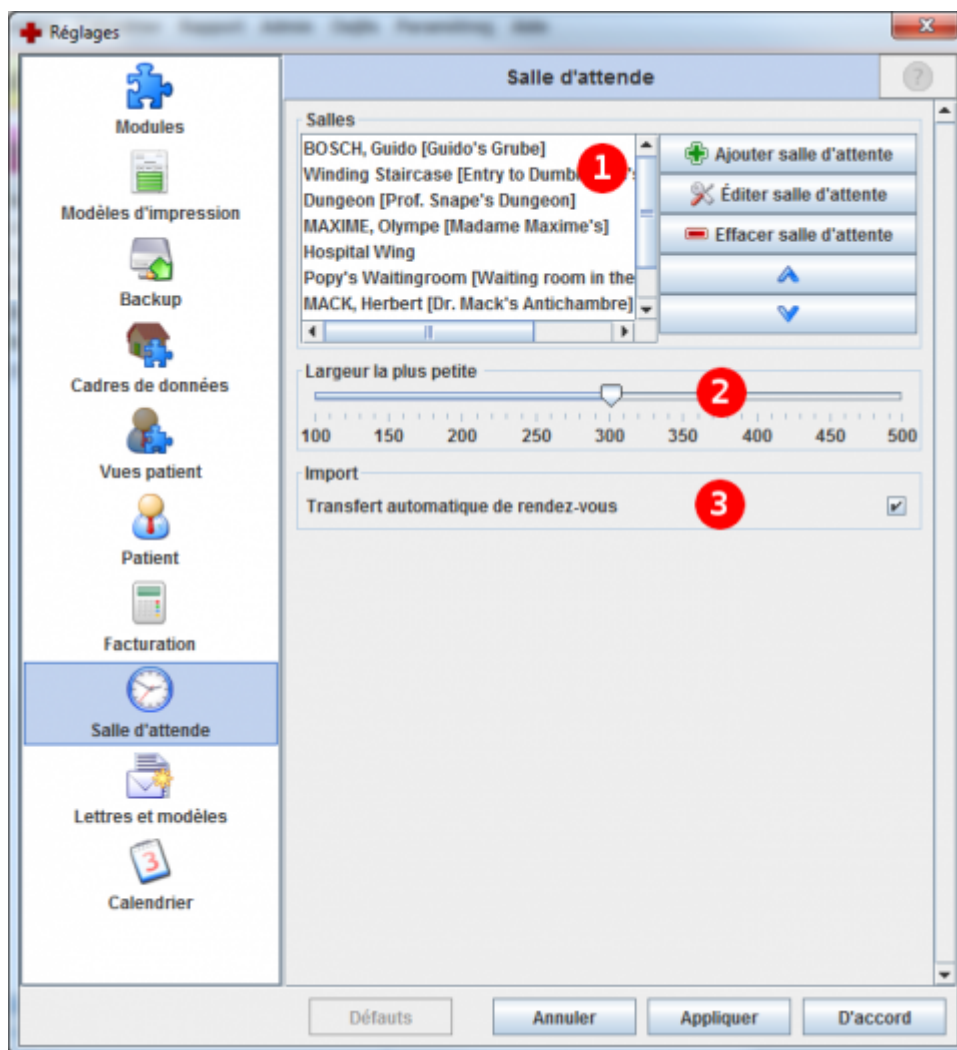 Réglages
Salle d'attende
?
Modules
Modèles d'impression
Backup
Cadres de données
Vues patient
Patient
Facturation
Salle d'attende
Lettres et modèles
3
Calendrier
Salles
BOSCH, Guido [Guido's Grube]
Winding Staircase [Entry to
Dungeon [Prof. Snape's Dungeon]
MAXIME, Olympe [Madame Maxime's]
Hospital Wing
Popy's Waitingroom [Waiting room in the
MACK, Herbert [Dr. Mack's Antichambre]
1
Ajouter salle d'attente
Éditer salle d'attente
Effacer salle d'attente
Largeur la plus petite
2
100 150 200 250 300 350 400 450 500
Import
Transfert automatique de rendez-vous
3
Défauts
Annuler
Appliquer
D'accord